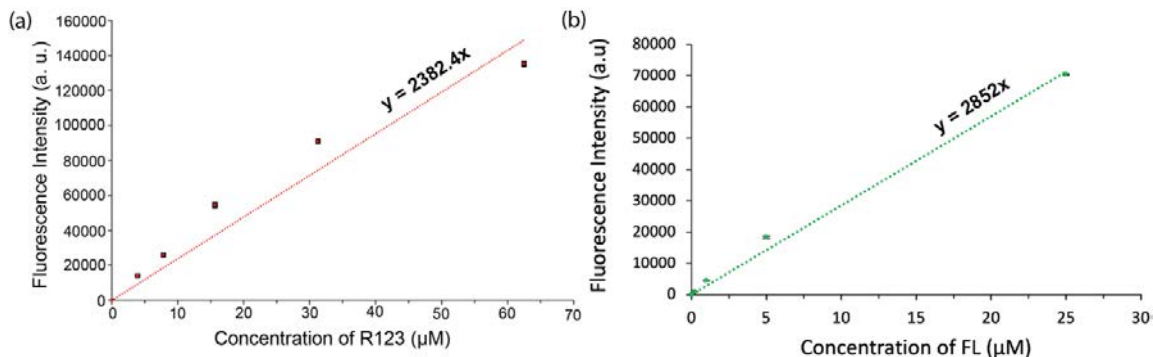 (a)
Fluorescence Intensity (a. u.)
160000
140000
120000
100000
80000
60000
40000
20000
0
y = 2382.4x
0 10 20 30 40 50 60 70
Concentration of R123 (µM)
(b)
Fluorescence Intensity (a.u)
80000
70000
60000
50000
40000
30000
20000
10000
0
y = 2852x
0 5 10 15 20 25 30
Concentration of FL (µM)